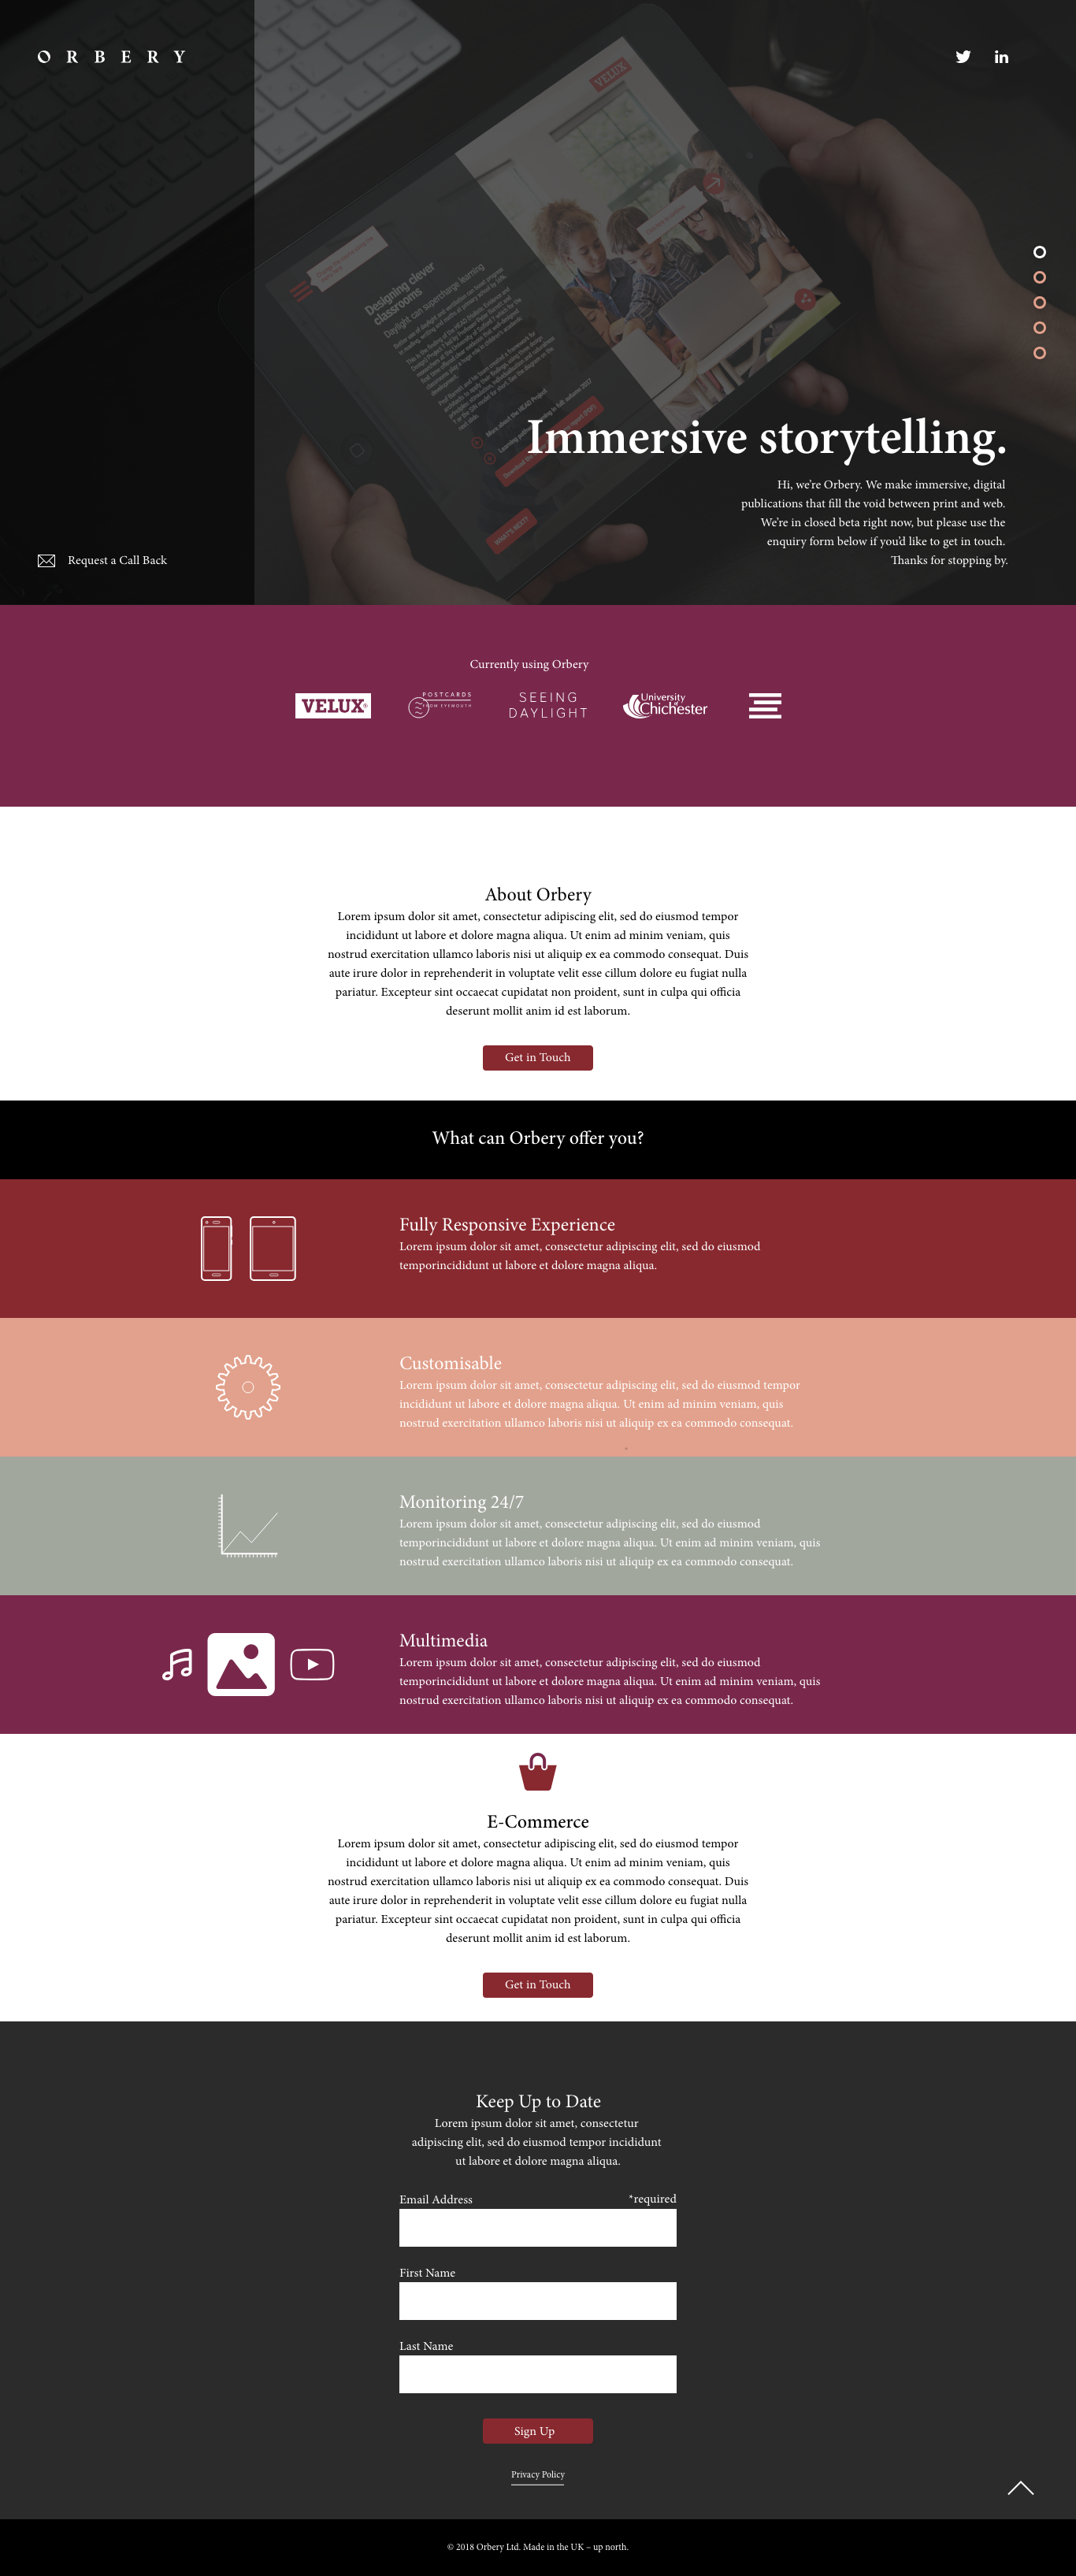 O R B E R Y
VELUX
Designing clever
classrooms
Daylight can supercharge learning
More about the HEAD Project
WHAT'S NEXT?
Immersive storytelling.
Hi, we're Orbery. We make immersive, digital
publications that fill the void between print and web.
We're in closed beta right now, but please use the
enquiry form below if you'd like to get in touch.
Thanks for stopping by.
Request a Call Back
Currently using Orbery
VELUX®
POSTCARDS
FROM EYEMOUTH
SEEING
DAYLIGHT
University
of
Chichester
About Orbery
Lorem ipsum dolor sit amet, consectetur adipiscing elit, sed do eiusmod tempor
incididunt ut labore et dolore magna aliqua. Ut enim ad minim veniam, quis
nostrud exercitation ullamco laboris nisi ut aliquip ex ea commodo consequat. Duis
aute irure dolor in reprehenderit in voluptate velit esse cillum dolore eu fugiat nulla
pariatur. Excepteur sint occaecat cupidatat non proident, sunt in culpa qui officia
deserunt mollit anim id est laborum.
Get in Touch
What can Orbery offer you?
Fully Responsive Experience
Lorem ipsum dolor sit amet, consectetur adipiscing elit, sed do eiusmod
temporincididunt ut labore et dolore magna aliqua.
Customisable
Lorem ipsum dolor sit amet, consectetur adipiscing elit, sed do eiusmod tempor
incididunt ut labore et dolore magna aliqua. Ut enim ad minim veniam, quis
nostrud exercitation ullamco laboris nisi ut aliquip ex ea commodo consequat.
Monitoring 24/7
Lorem ipsum dolor sit amet, consectetur adipiscing elit, sed do eiusmod
temporincididunt ut labore et dolore magna aliqua. Ut enim ad minim veniam, quis
nostrud exercitation ullamco laboris nisi ut aliquip ex ea commodo consequat.
Multimedia
Lorem ipsum dolor sit amet, consectetur adipiscing elit, sed do eiusmod
temporincididunt ut labore et dolore magna aliqua. Ut enim ad minim veniam, quis
nostrud exercitation ullamco laboris nisi ut aliquip ex ea commodo consequat.
E-Commerce
Lorem ipsum dolor sit amet, consectetur adipiscing elit, sed do eiusmod tempor
incididunt ut labore et dolore magna aliqua. Ut enim ad minim veniam, quis
nostrud exercitation ullamco laboris nisi ut aliquip ex ea commodo consequat. Duis
aute irure dolor in reprehenderit in voluptate velit esse cillum dolore eu fugiat nulla
pariatur. Excepteur sint occaecat cupidatat non proident, sunt in culpa qui officia
deserunt mollit anim id est laborum.
Get in Touch
Keep Up to Date
Lorem ipsum dolor sit amet, consectetur
adipiscing elit, sed do eiusmod tempor incididunt
ut labore et dolore magna aliqua.
Email Address *required
First Name
Last Name
Sign Up
Privacy Policy
© 2018 Orbery Ltd. Made in the UK – up north.